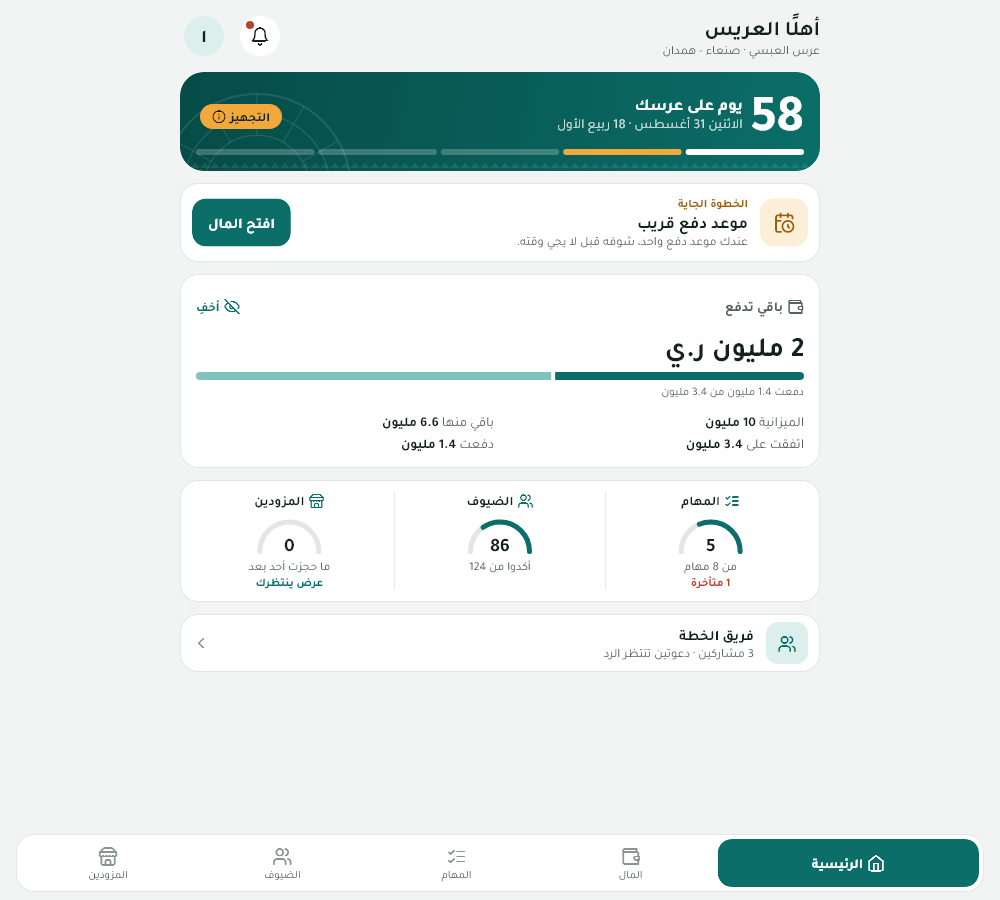 أهلًا العريس
عرس العبسي · صنعاء - همدان
ا
58
يوم على عرسك
الاثنين 31 أغسطس · 18 ربيع الأول
التجهيز
الخطوة الجاية
موعد دفع قريب
عندك موعد دفع واحد، شوفه قبل لا يجي وقته.
افتح المال
باقي تدفع
أخفِ
2 مليون ر.ي
دفعت 1.4 مليون من 3.4 مليون
الميزانية 10 مليون
باقي منها 6.6 مليون
اتفقت على 3.4 مليون
دفعت 1.4 مليون
المهام
5
من 8 مهام
1 متأخرة
الضيوف
86
أكدوا من 124
المزودين
0
ما حجزت أحد بعد
عرض ينتظرك
فريق الخطة
3 مشاركين · دعوتين تنتظر الرد
الرئيسية
المال
المهام
الضيوف
المزودين